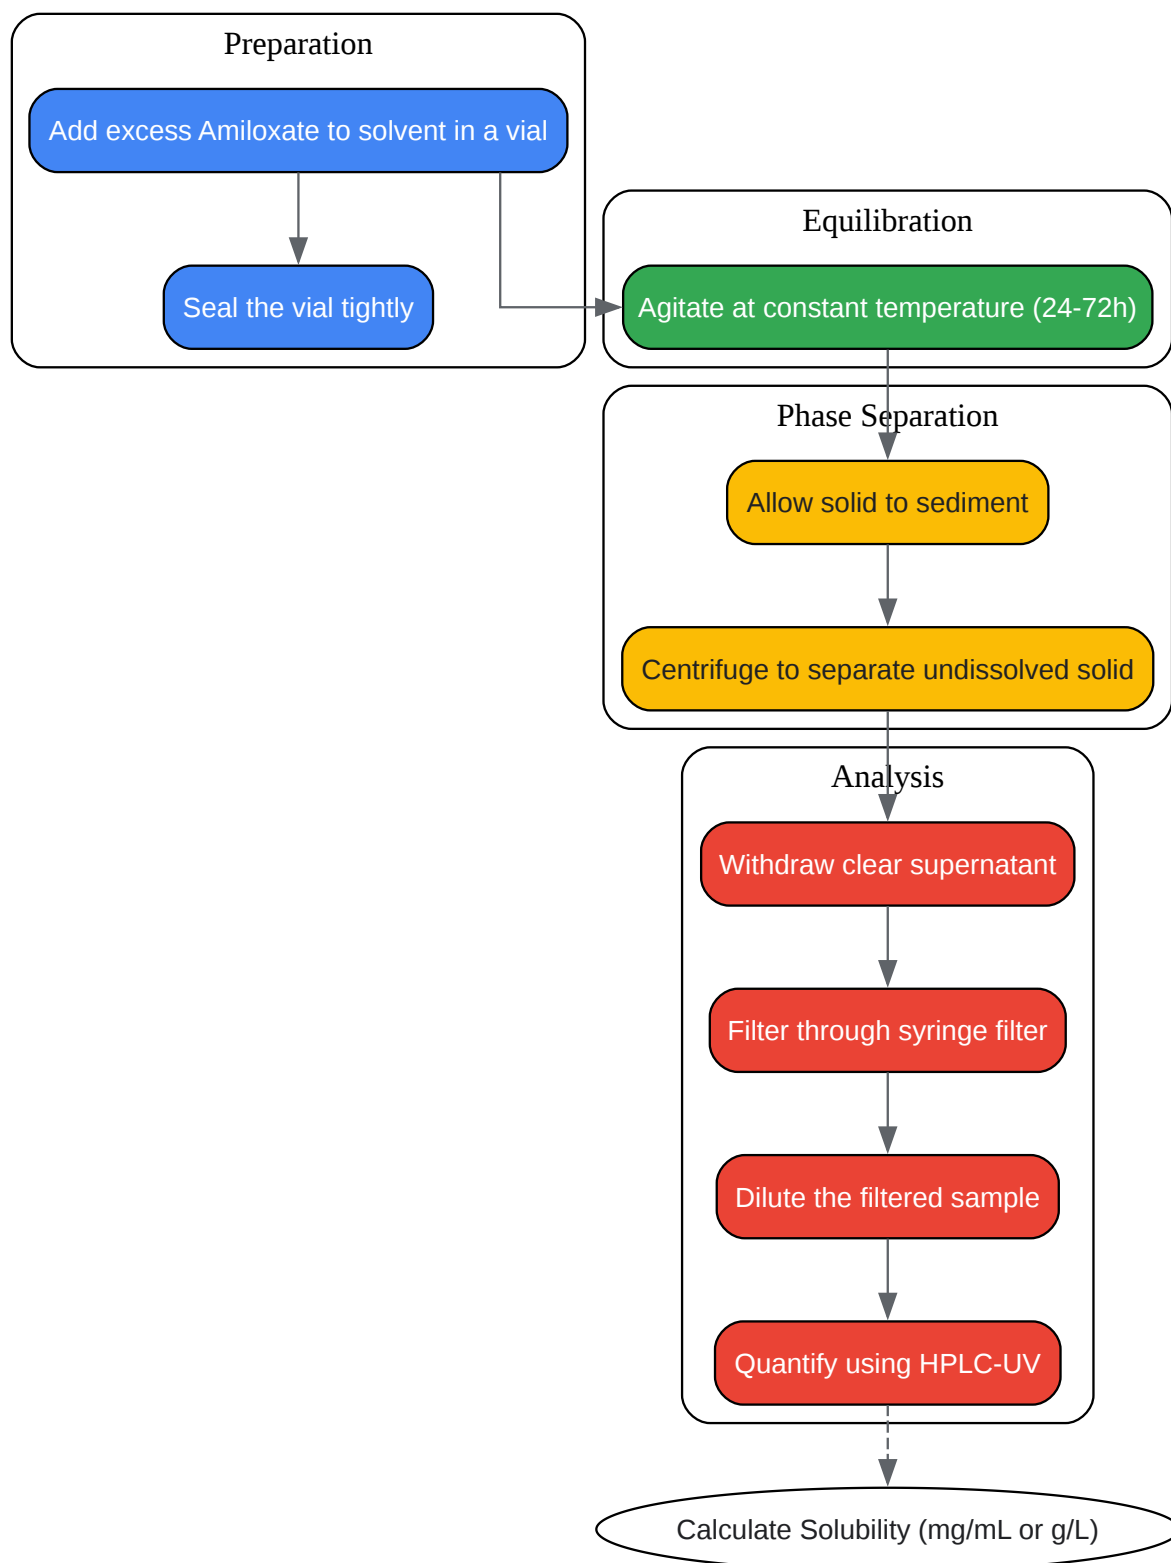 Preparation
Add excess Amiloxate to solvent in a vial
Seal the vial tightly
Equilibration
Agitate at constant temperature (24-72h)
Phase Separation
Allow solid to sediment
Centrifuge to separate undissolved solid
Analysis
Withdraw clear supernatant
Filter through syringe filter
Dilute the filtered sample
Quantify using HPLC-UV
Calculate Solubility (mg/mL or g/L)